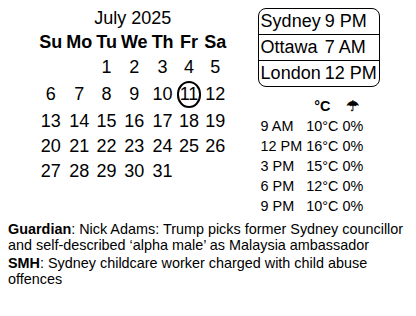 July 2025
Su Mo Tu We Th Fr Sa
1 2 3 4 5
6 7 8 9 10 11 12
13 14 15 16 17 18 19
20 21 22 23 24 25 26
27 28 29 30 31
Sydney 9 PM
Ottawa 7 AM
London 12 PM
°C ☂
9 AM 10°C 0%
12 PM 16°C 0%
3 PM 15°C 0%
6 PM 12°C 0%
9 PM 10°C 0%
Guardian: Nick Adams: Trump picks former Sydney councillor
and self-described ‘alpha male’ as Malaysia ambassador
SMH: Sydney childcare worker charged with child abuse
offences